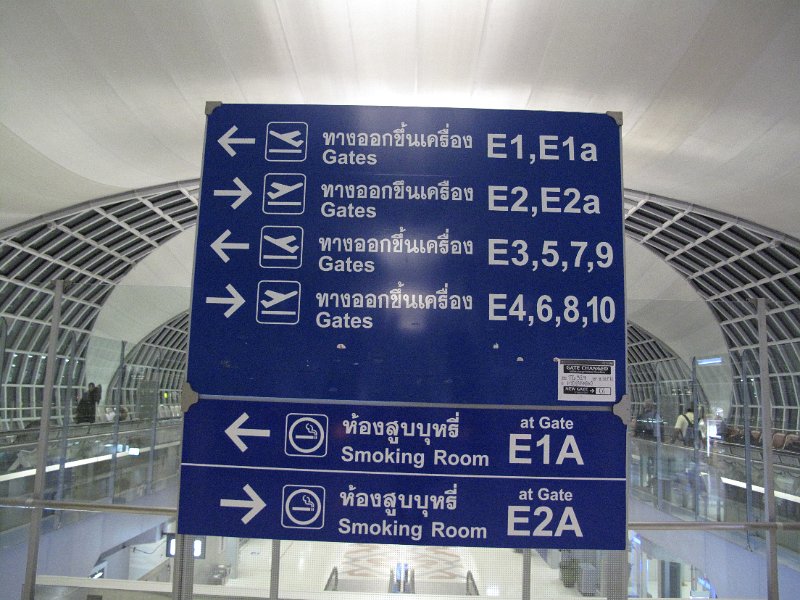 ทางออกขึ้นเครื่อง E1,E1a
Gates
ทางออกขึ้นเครื่อง E2,E2a
Gates
ทางออกขึ้นเครื่อง E3,5,7,9
Gates
ทางออกขึ้นเครื่อง E4,6,8,10
Gates
GATE CHANGED
NEW GATE
ห้องสูบบุหรี่ at Gate
Smoking Room E1A
ห้องสูบบุหรี่ at Gate
Smoking Room E2A